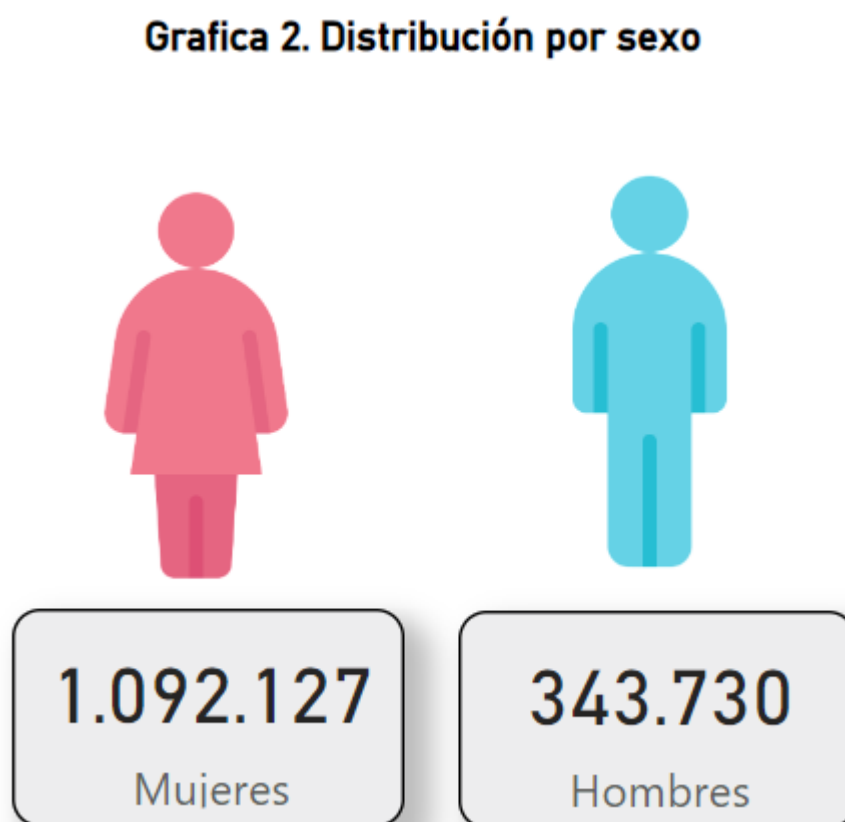 Grafica 2. Distribución por sexo
1.092.127
343.730
Mujeres
Hombres